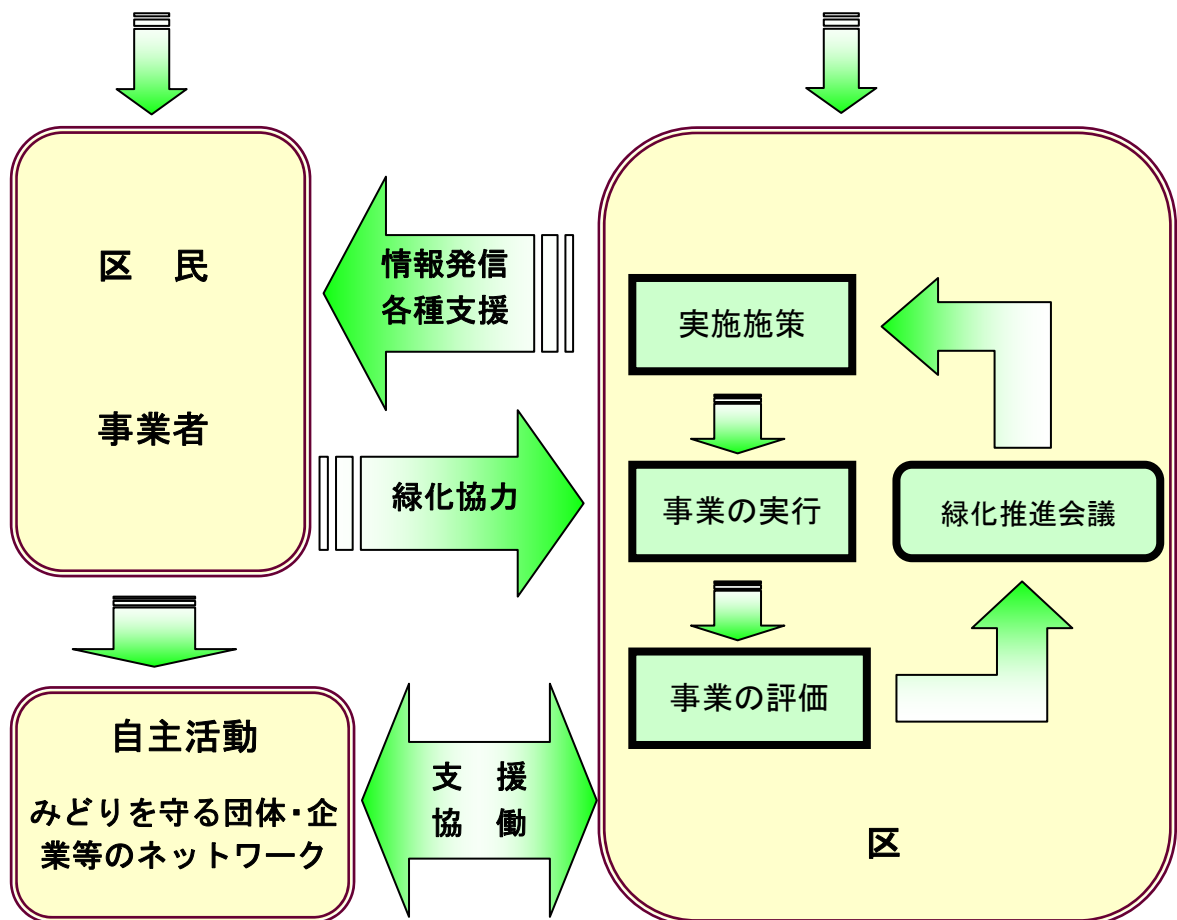 区　民
事業者
情報発信
各種支援
緑化協力
実施施策
事業の実行
緑化推進会議
事業の評価
自主活動
みどりを守る団体・企
業等のネットワーク
支　援
協　働
区